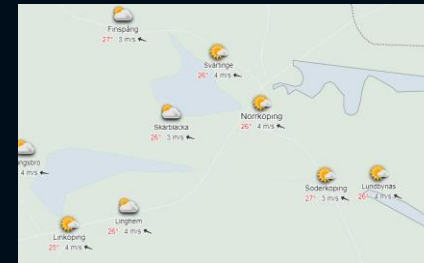 Finspång
27° 3 m/s
Svärtinge
26° 4 m/s
Norrköping
26° 4 m/s
Skärblacka
26° 3 m/s
ingsbro
4 m/s
Söderköping
27° 3 m/s
Lundbynäs
26° 4 m/s
Linghem
26° 4 m/s
Linköping
25° 4 m/s